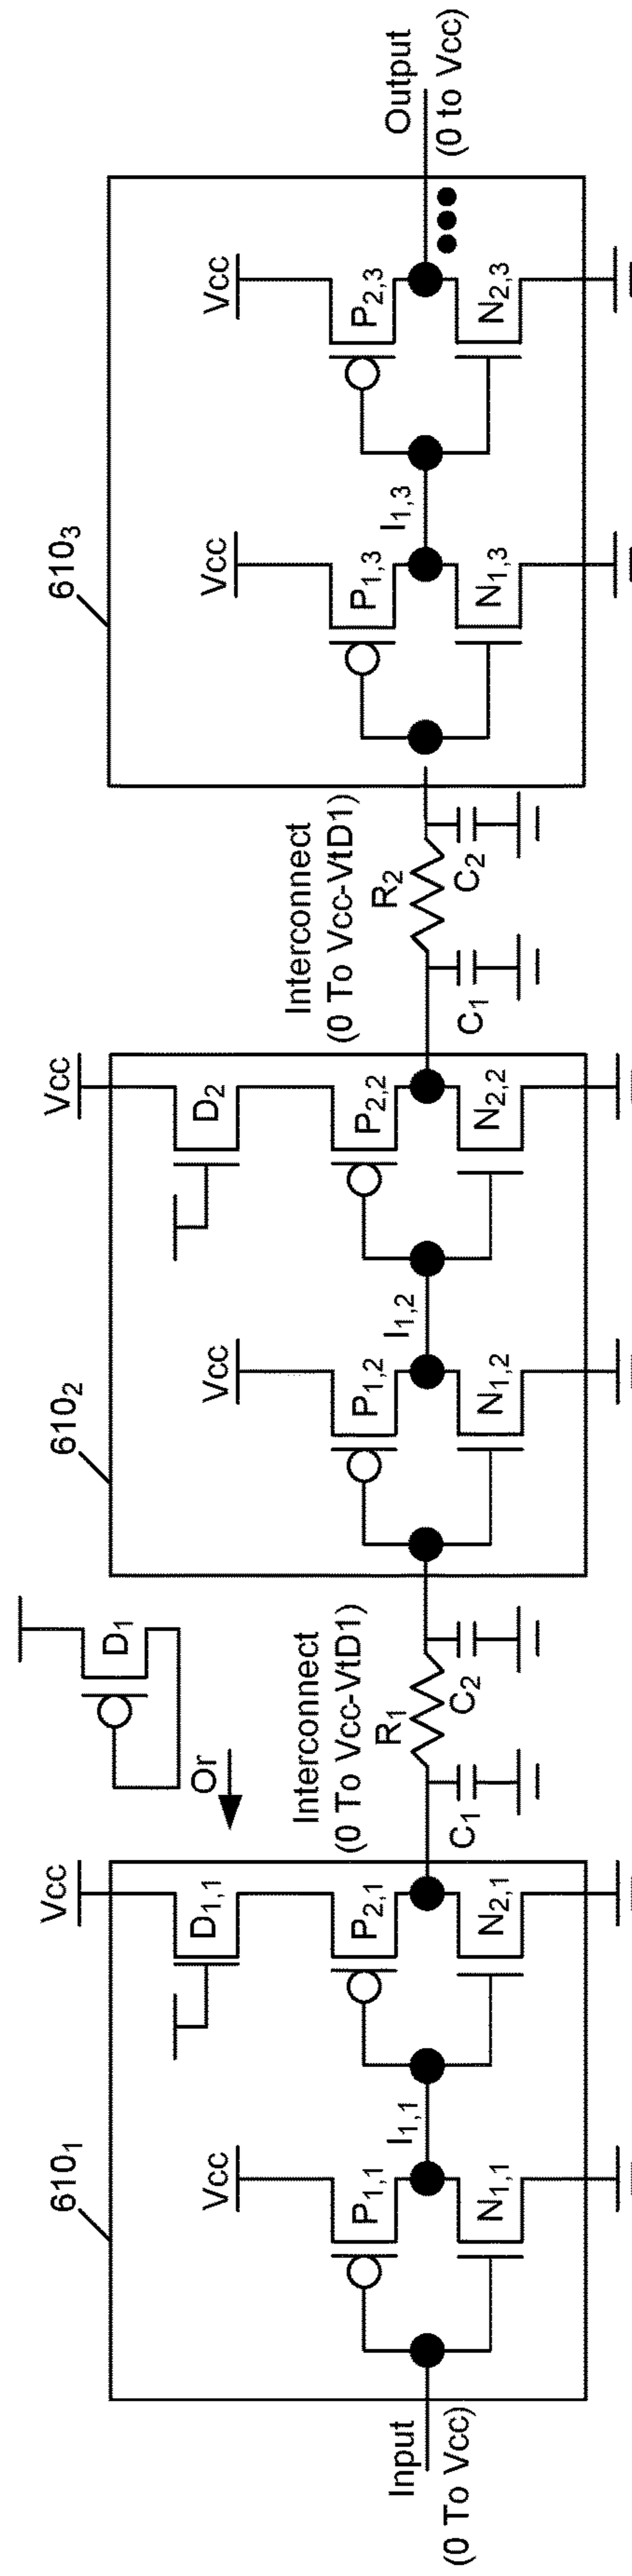 610₁
Vcc
Vcc
D₁,₁
P₁,₁
P₂,₁
I₁,₁
N₁,₁
N₂,₁
Input
(0 To Vcc)
D₁
Or
Interconnect
(0 To Vcc-VtD1)
R₁
C₁
C₂
610₂
Vcc
Vcc
D₂
P₁,₂
P₂,₂
I₁,₂
N₁,₂
N₂,₂
Interconnect
(0 To Vcc-VtD1)
R₂
C₁
C₂
610₃
Vcc
Vcc
P₁,₃
P₂,₃
I₁,₃
N₁,₃
N₂,₃
Output
(0 to Vcc)